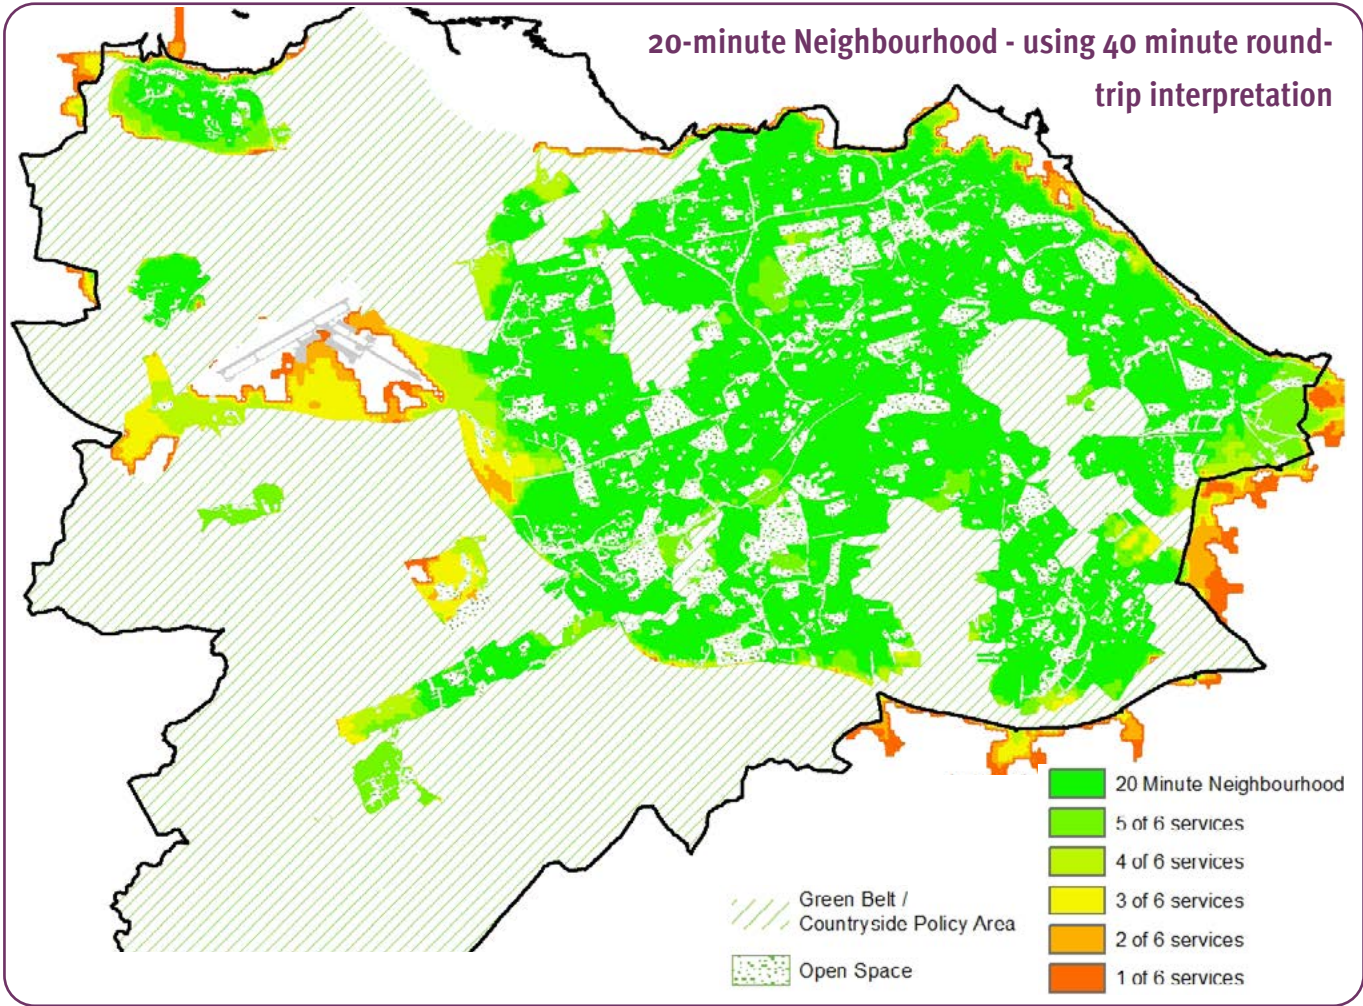 20-minute Neighbourhood - using 40 minute round-
trip interpretation
20 Minute Neighbourhood
5 of 6 services
4 of 6 services
3 of 6 services
2 of 6 services
1 of 6 services
Green Belt /
Countryside Policy Area
Open Space